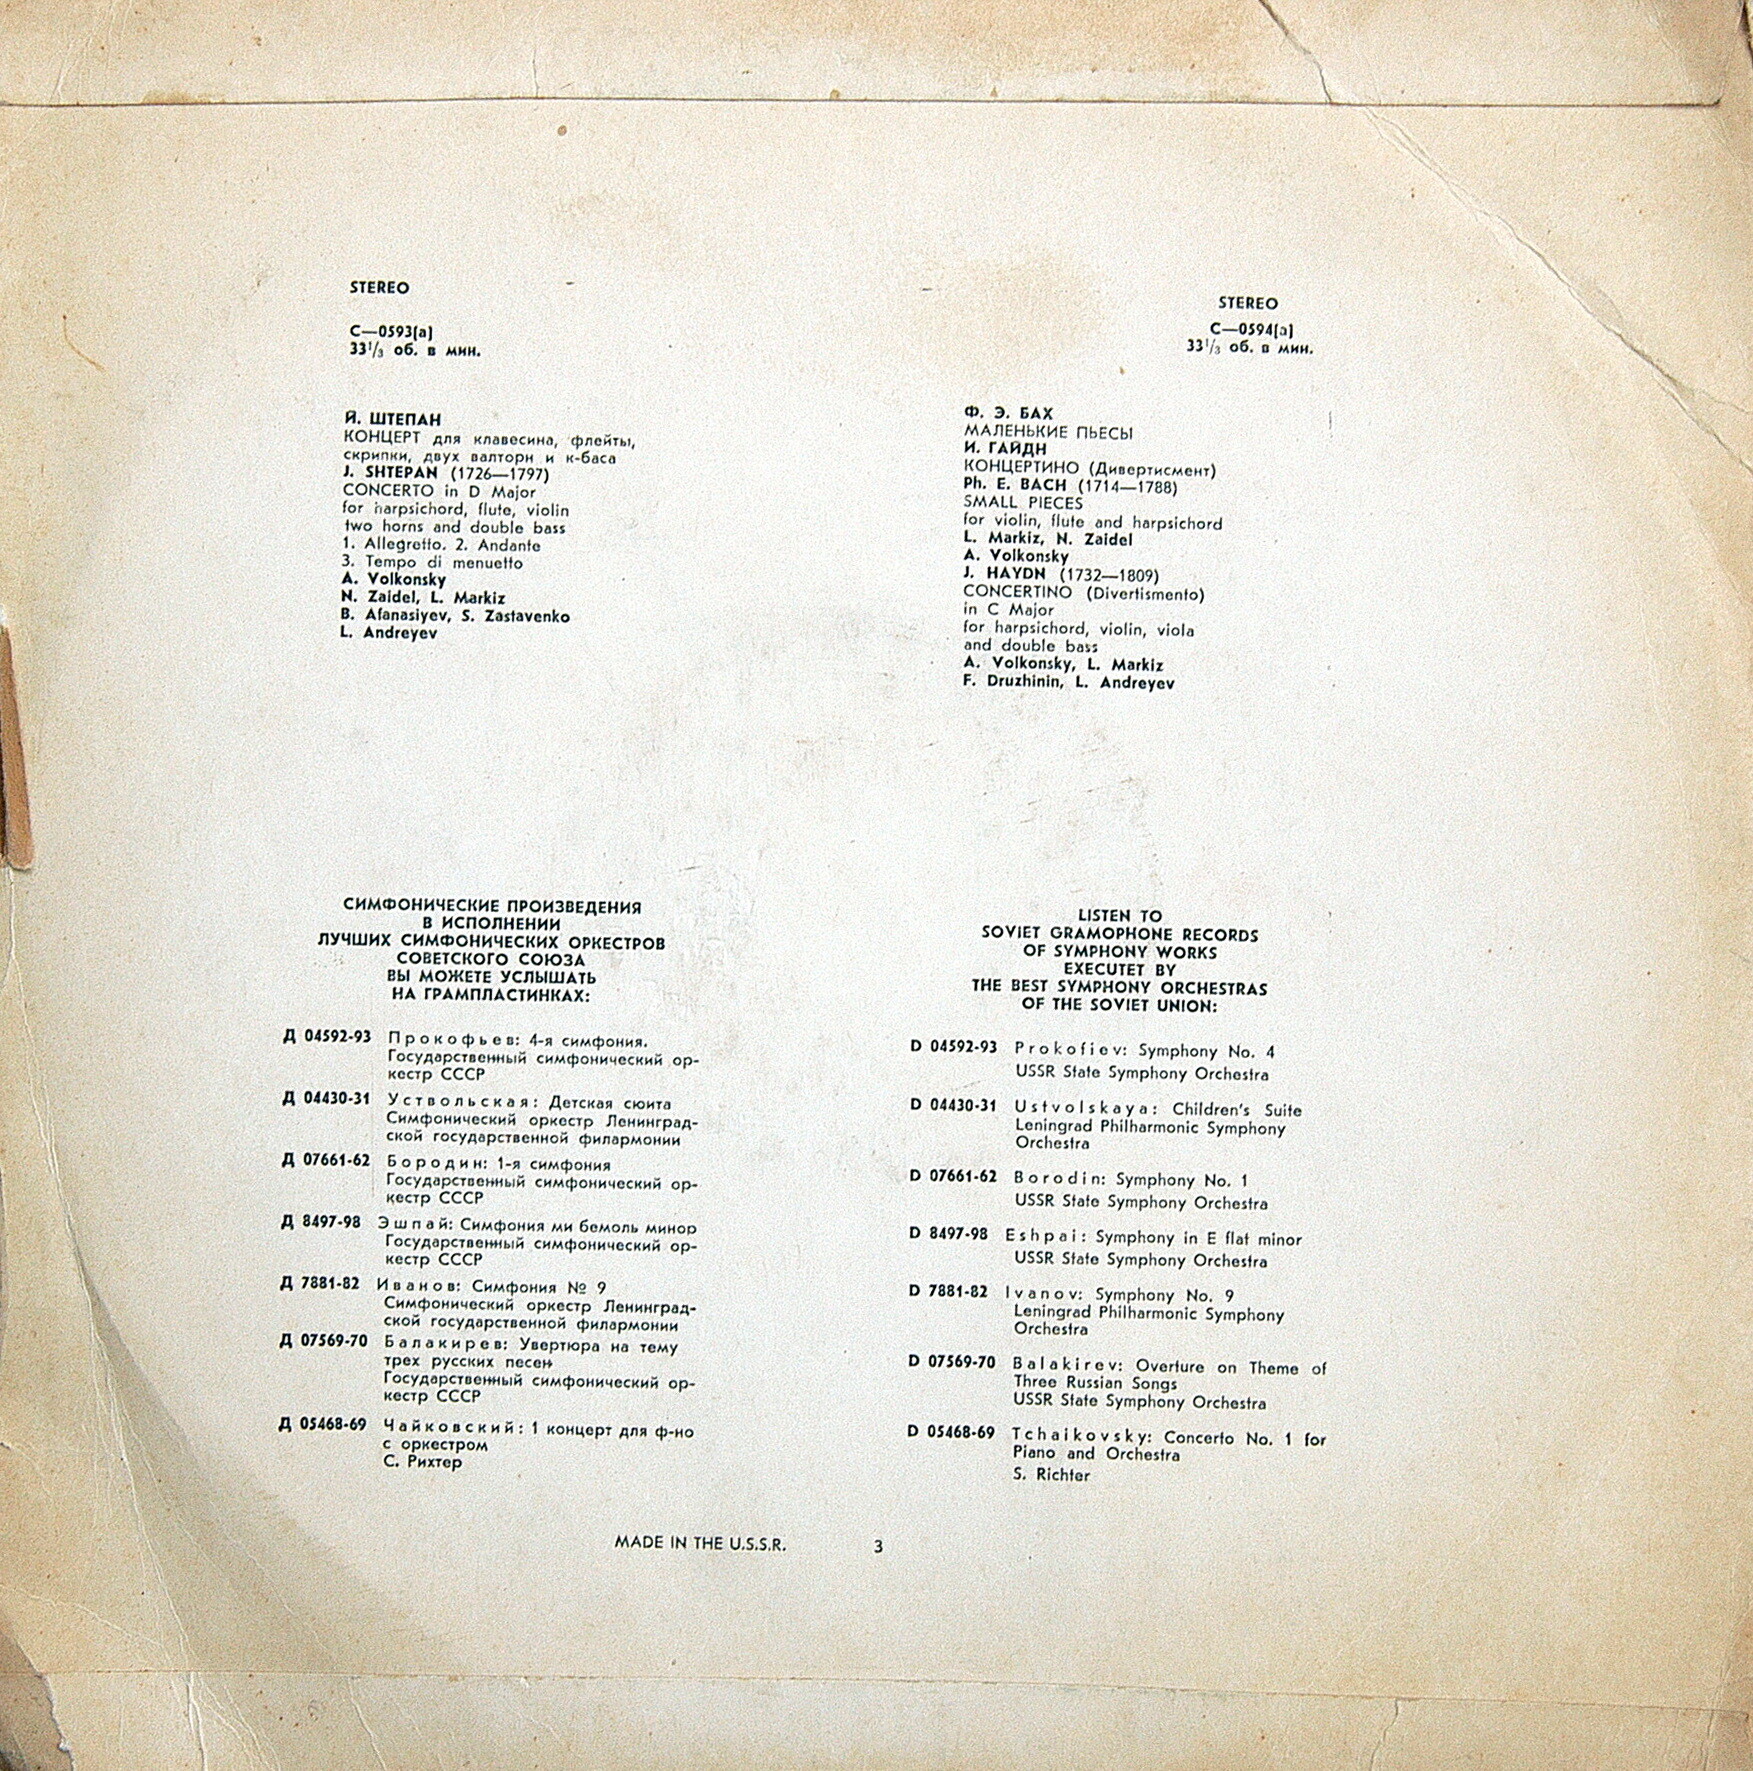 STEREO
С—0593(а)
33¹/₃ об. в мин.
Й. ШТЕПАН
КОНЦЕРТ для клавесина, флейты,
скрипки, двух валторн и к-баса
J. SHTEPAN (1726—1797)
CONCERTO in D Major
for harpsichord, flute, violin
two horns and double bass
1. Allegretto. 2. Andante
3. Tempo di menuetto
A. Volkonsky
N. Zaidel, L. Markiz
B. Afanasiyev, S. Zastavenko
L. Andreyev
STEREO
С—0594(а)
33¹/₃ об. в мин.
Ф. Э. БАХ
МАЛЕНЬКИЕ ПЬЕСЫ
И. ГАЙДН
КОНЦЕРТИНО (Дивертисмент)
Ph. E. BACH (1714—1788)
SMALL PIECES
for violin, flute and harpsichord
L. Markiz, N. Zaidel
A. Volkonsky
J. HAYDN (1732—1809)
CONCERTINO (Divertismento)
in C Major
for harpsichord, violin, viola
and double bass
A. Volkonsky, L. Markiz
F. Druzhinin, L. Andreyev
СИМФОНИЧЕСКИЕ ПРОИЗВЕДЕНИЯ
В ИСПОЛНЕНИИ
ЛУЧШИХ СИМФОНИЧЕСКИХ ОРКЕСТРОВ
СОВЕТСКОГО СОЮЗА
ВЫ МОЖЕТЕ УСЛЫШАТЬ
НА ГРАМПЛАСТИНКАХ:
Д 04592-93 Прокофьев: 4-я симфония.
Государственный симфонический ор-
кестр СССР
Д 04430-31 Уствольская: Детская сюита
Симфонический оркестр Ленинград-
ской государственной филармонии
Д 07661-62 Бородин: 1-я симфония
Государственный симфонический ор-
кестр СССР
Д 8497-98 Эшпай: Симфония ми бемоль минор
Государственный симфонический ор-
кестр СССР
Д 7881-82 Иванов: Симфония № 9
Симфонический оркестр Ленинград-
ской государственной филармонии
Д 07569-70 Балакирев: Увертюра на тему
трех русских песен
Государственный симфонический ор-
кестр СССР
Д 05468-69 Чайковский: 1 концерт для ф-но
с оркестром
С. Рихтер
LISTEN TO
SOVIET GRAMOPHONE RECORDS
OF SYMPHONY WORKS
EXECUTET BY
THE BEST SYMPHONY ORCHESTRAS
OF THE SOVIET UNION:
D 04592-93 Prokofiev: Symphony No. 4
USSR State Symphony Orchestra
D 04430-31 Ustvolskaya: Children's Suite
Leningrad Philharmonic Symphony
Orchestra
D 07661-62 Borodin: Symphony No. 1
USSR State Symphony Orchestra
D 8497-98 Eshpai: Symphony in E flat minor
USSR State Symphony Orchestra
D 7881-82 Ivanov: Symphony No. 9
Leningrad Philharmonic Symphony
Orchestra
D 07569-70 Balakirev: Overture on Theme of
Three Russian Songs
USSR State Symphony Orchestra
D 05468-69 Tchaikovsky: Concerto No. 1 for
Piano and Orchestra
S. Richter
MADE IN THE U.S.S.R. 3